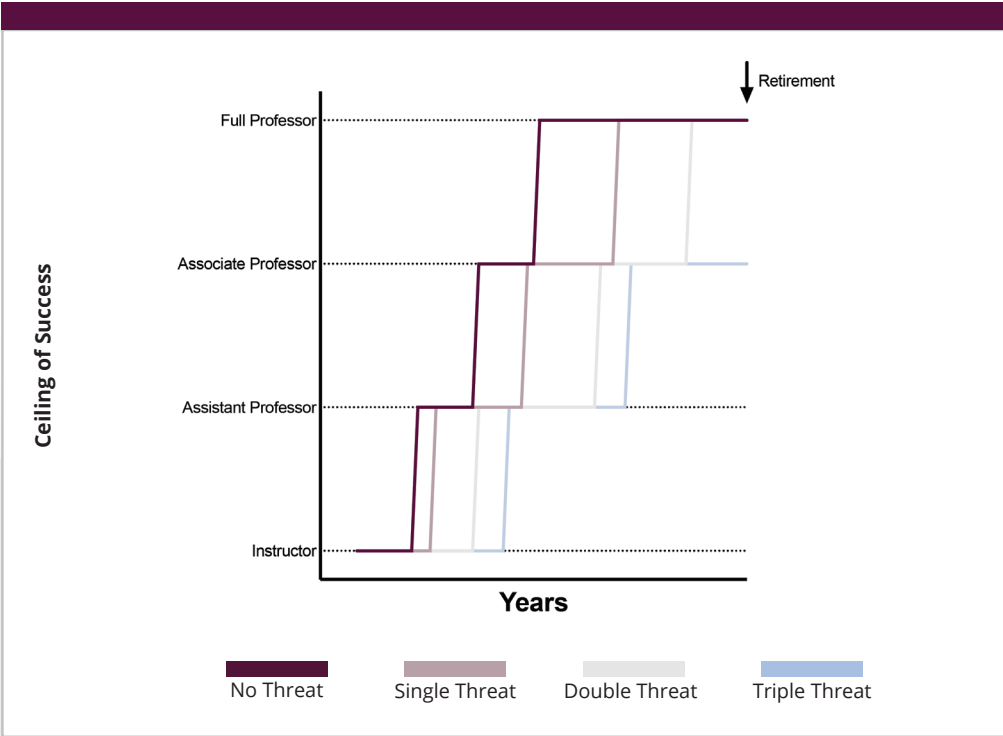 Retirement
Full Professor
Associate Professor
Ceiling of Success
Assistant Professor
Instructor
Years
No Threat
Single Threat
Double Threat
Triple Threat